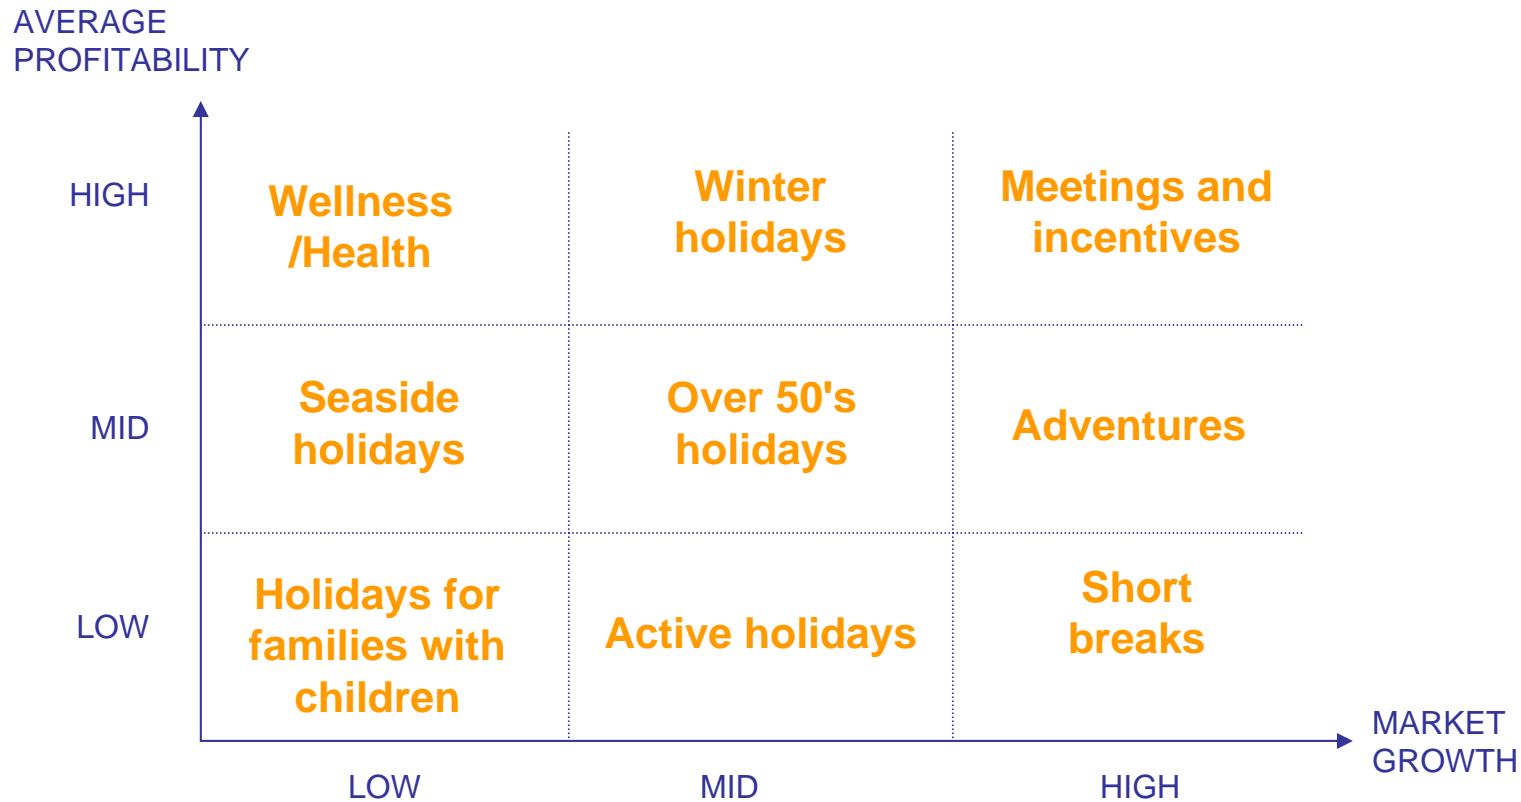 AVERAGE
PROFITABILITY
HIGH
Wellness
/Health
Winter
holidays
Meetings and
incentives
MID
Seaside
holidays
Over 50's
holidays
Adventures
LOW
Holidays for
families with
children
Active holidays
Short
breaks
MARKET
GROWTH
LOW
MID
HIGH